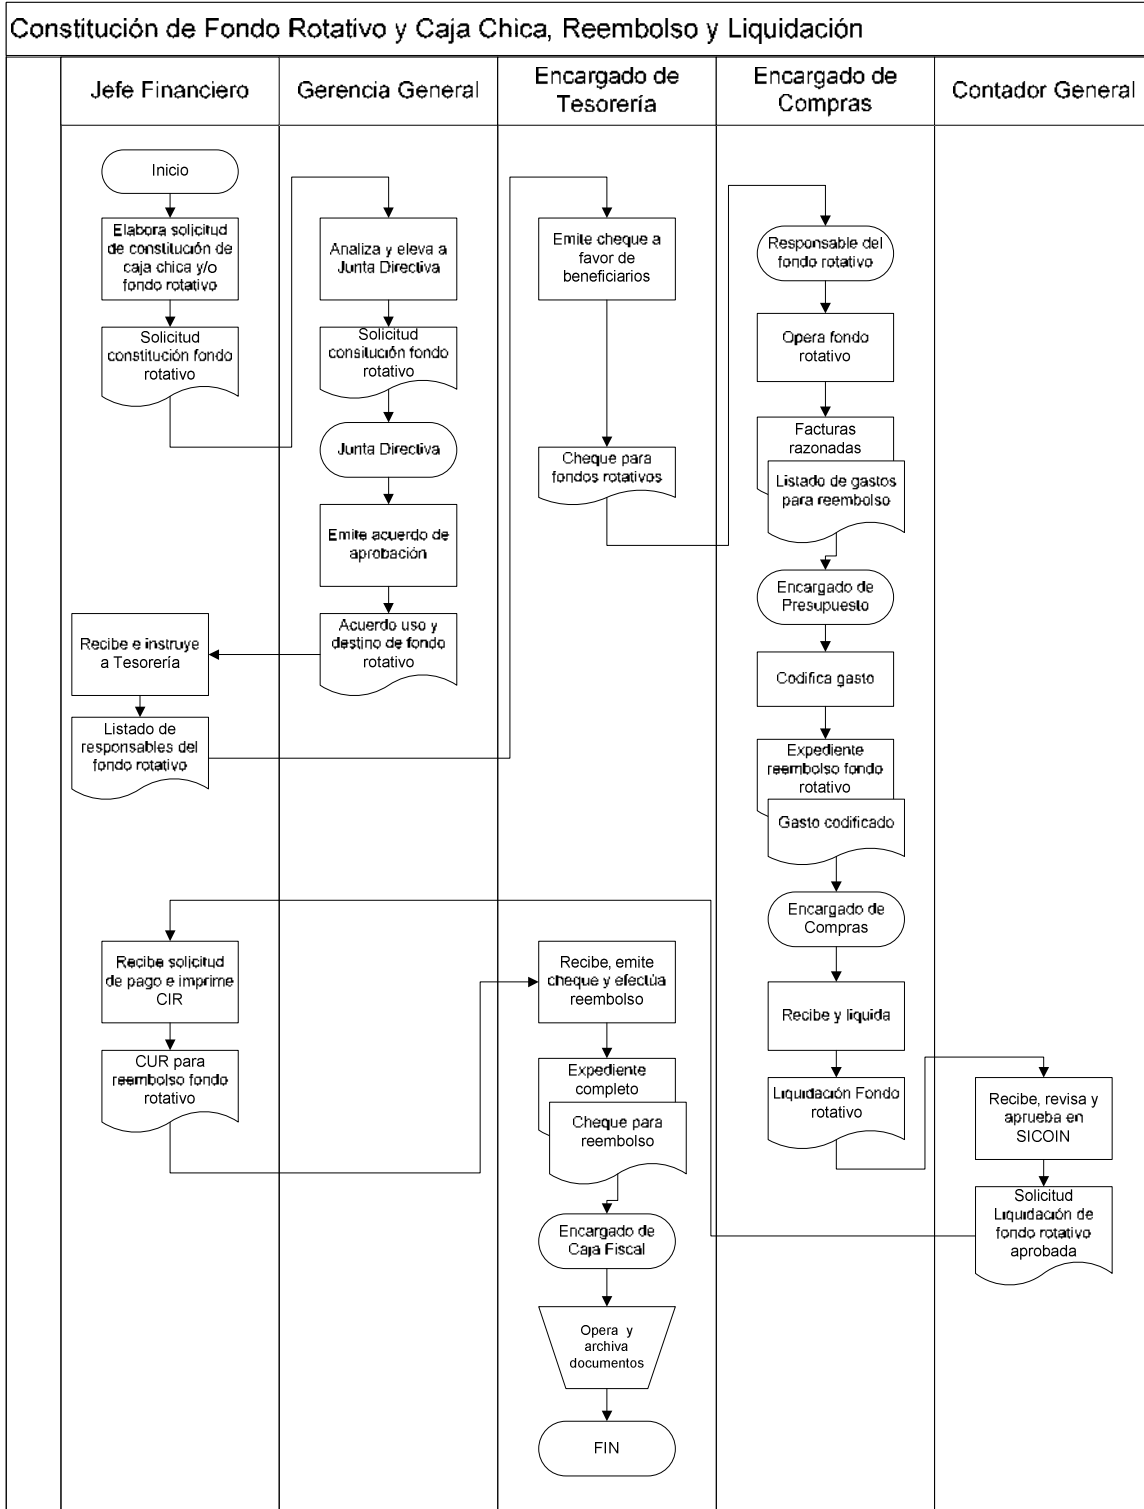 Constitución de Fondo Rotativo y Caja Chica, Reembolso y Liquidación
Jefe Financiero
Gerencia General
Encargado de
Tesorería
Encargado de
Compras
Contador General
Inicio
Elabora solicitud
de constitución de
caja chica y/o
fondo rotativo
Solicitud
constitución fondo
rotativo
Analiza y eleva a
Junta Directiva
Solicitud
consitución fondo
rotativo
Junta Directiva
Emite acuerdo de
aprobación
Acuerdo uso y
destino de fondo
rotativo
Recibe e instruye
a Tesorería
Listado de
responsables del
fondo rotativo
Emite cheque a
favor de
beneficiarios
Cheque para
fondos rotativos
Responsable del
fondo rotativo
Opera fondo
rotativo
Facturas
razonadas
Listado de gastos
para reembolso
Encargado de
Presupuesto
Codifica gasto
Expediente
reembolso fondo
rotativo
Gasto codificado
Encargado de
Compras
Recibe y liquida
Liquidación Fondo
rotativo
Recibe, revisa y
aprueba en
SICOIN
Solicitud
Liquidación de
fondo rotativo
aprobada
Recibe solicitud
de pago e imprime
CIR
CUR para
reembolso fondo
rotativo
Recibe, emite
cheque y efectúa
reembolso
Expediente
completo
Cheque para
reembolso
Encargado de
Caja Fiscal
Opera y
archiva
documentos
FIN